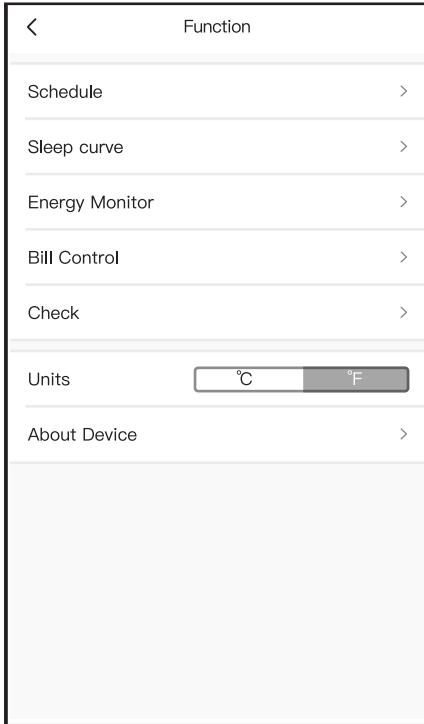 Function
Schedule
Sleep curve
Energy Monitor
Bill Control
Check
Units ℃ ℉
About Device